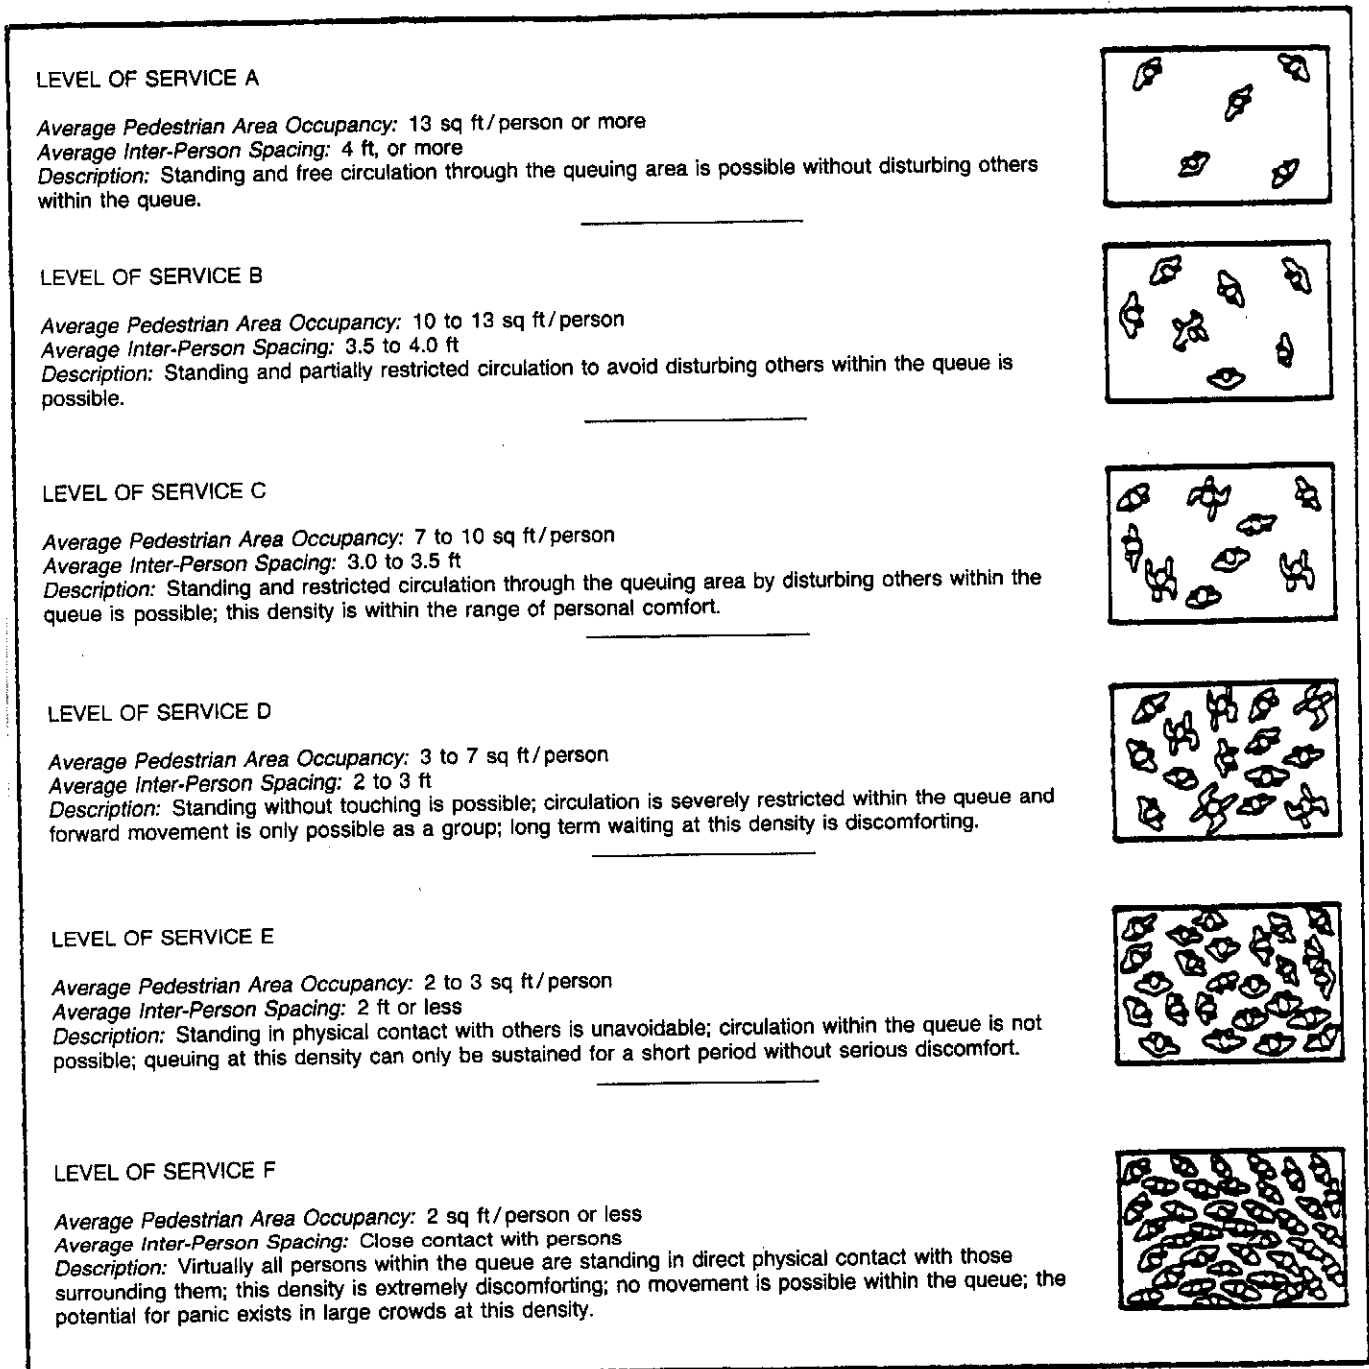 LEVEL OF SERVICE A
Average Pedestrian Area Occupancy: 13 sq ft/person or more
Average Inter-Person Spacing: 4 ft, or more
Description: Standing and free circulation through the queuing area is possible without disturbing others
within the queue.
LEVEL OF SERVICE B
Average Pedestrian Area Occupancy: 10 to 13 sq ft/person
Average Inter-Person Spacing: 3.5 to 4.0 ft
Description: Standing and partially restricted circulation to avoid disturbing others within the queue is
possible.
LEVEL OF SERVICE C
Average Pedestrian Area Occupancy: 7 to 10 sq ft/person
Average Inter-Person Spacing: 3.0 to 3.5 ft
Description: Standing and restricted circulation through the queuing area by disturbing others within the
queue is possible; this density is within the range of personal comfort.
LEVEL OF SERVICE D
Average Pedestrian Area Occupancy: 3 to 7 sq ft/person
Average Inter-Person Spacing: 2 to 3 ft
Description: Standing without touching is possible; circulation is severely restricted within the queue and
forward movement is only possible as a group; long term waiting at this density is discomforting.
LEVEL OF SERVICE E
Average Pedestrian Area Occupancy: 2 to 3 sq ft/person
Average Inter-Person Spacing: 2 ft or less
Description: Standing in physical contact with others is unavoidable; circulation within the queue is not
possible; queuing at this density can only be sustained for a short period without serious discomfort.
LEVEL OF SERVICE F
Average Pedestrian Area Occupancy: 2 sq ft/person or less
Average Inter-Person Spacing: Close contact with persons
Description: Virtually all persons within the queue are standing in direct physical contact with those
surrounding them; this density is extremely discomforting; no movement is possible within the queue; the
potential for panic exists in large crowds at this density.